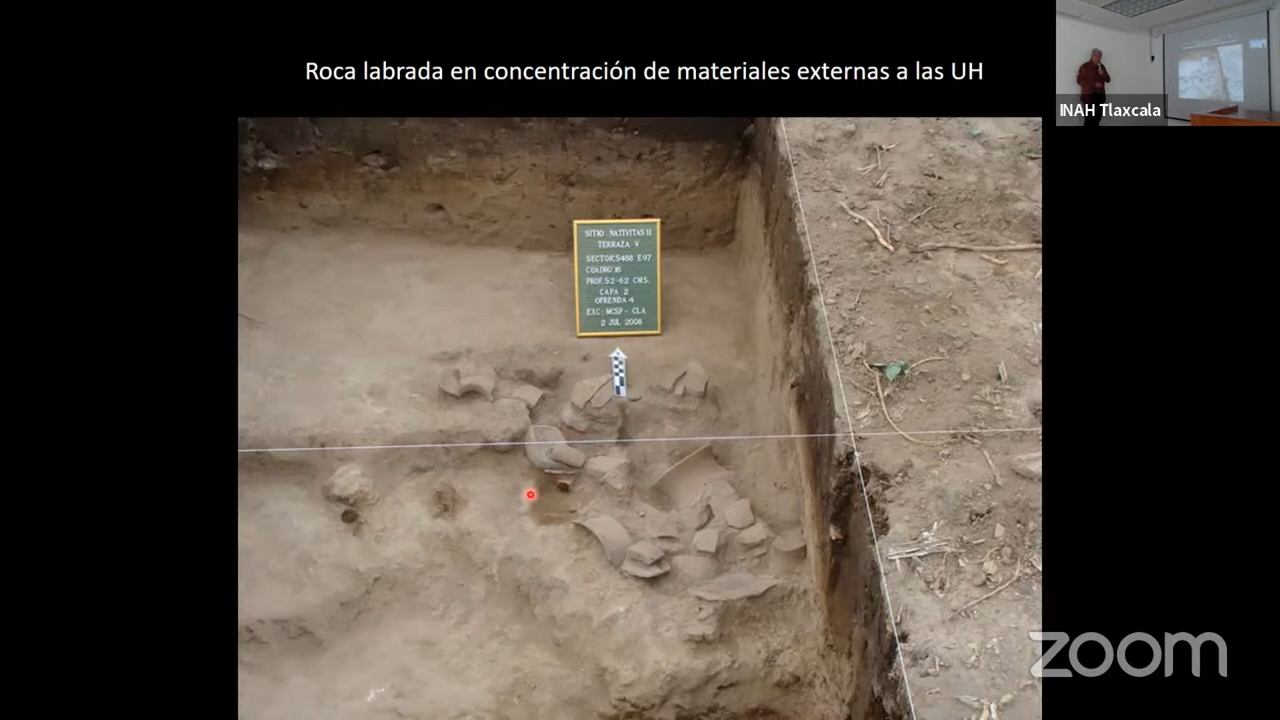 Roca labrada en concentración de materiales externas a las UH
INAH Tlaxcala
SITIO NATIVITAS II
TERRAZA V
SECTOR:S488 E97
CUADRO:16
PROF. 52-62 CMS.
CAPA 2
OFRENDA 4
EXC: MCSP - CLA
2 JUL 2008
zoom